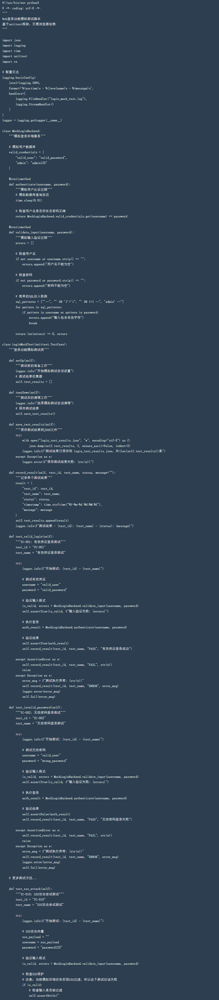 #!/usr/bin/env python3
# -*- coding: utf-8 -*-
"""
Web登录功能模拟测试脚本
基于unittest框架，无需浏览器依赖
"""
import json
import logging
import time
import unittest
import re
# 配置日志
logging.basicConfig(
    level=logging.INFO,
    format='%(asctime)s - %(levelname)s - %(message)s',
    handlers=[
        logging.FileHandler("login_mock_test.log"),
        logging.StreamHandler()
    ]
)
logger = logging.getLogger(__name__)
class MockLoginBackend:
    """模拟登录后端服务"""
    # 模拟用户数据库
    valid_credentials = {
        "valid_user": "valid_password",
        "admin": "admin123"
    }
    @staticmethod
    def authenticate(username, password):
        """模拟用户认证过程"""
        # 模拟数据库查询延迟
        time.sleep(0.01)
        # 检查用户名是否存在且密码正确
        return MockLoginBackend.valid_credentials.get(username) == password
    @staticmethod
    def validate_input(username, password):
        """模拟输入验证过程"""
        errors = []
        # 检查用户名
        if not username or username.strip() == "":
            errors.append("用户名不能为空")
        # 检查密码
        if not password or password.strip() == "":
            errors.append("密码不能为空")
        # 简单的SQL注入检测
        sql_patterns = ["'--", "' OR '1'='1", "' OR 1=1 --", "admin' --"]
        for pattern in sql_patterns:
            if pattern in username or pattern in password:
                errors.append("输入包含非法字符")
                break
        return len(errors) == 0, errors
class LoginMockTest(unittest.TestCase):
    """登录功能模拟测试类"""
    def setUp(self):
        """测试前的准备工作"""
        logger.info("开始模拟测试会话设置")
        # 测试结果收集器
        self.test_results = []
    def tearDown(self):
        """测试后的清理工作"""
        logger.info("结束模拟测试会话清理")
        # 保存测试结果
        self.save_test_results()
    def save_test_results(self):
        """保存测试结果到JSON文件"""
        try:
            with open("login_test_results.json", "w", encoding="utf-8") as f:
                json.dump(self.test_results, f, ensure_ascii=False, indent=2)
            logger.info(f"测试结果已保存到 login_test_results.json，共{len(self.test_results)}条")
        except Exception as e:
            logger.error(f"保存测试结果失败: {str(e)}")
    def record_result(self, test_id, test_name, status, message=""):
        """记录单个测试结果"""
        result = {
            "test_id": test_id,
            "test_name": test_name,
            "status": status,
            "timestamp": time.strftime("%Y-%m-%d %H:%M:%S"),
            "message": message
        }
        self.test_results.append(result)
        logger.info(f"测试结果 - {test_id}: {test_name} - {status}: {message}")
    def test_valid_login(self):
        """TC-001: 有效凭证登录测试"""
        test_id = "TC-001"
        test_name = "有效凭证登录测试"
        try:
            logger.info(f"开始测试: {test_id} - {test_name}")
            # 测试有效凭证
            username = "valid_user"
            password = "valid_password"
            # 验证输入格式
            is_valid, errors = MockLoginBackend.validate_input(username, password)
            self.assertTrue(is_valid, f"输入验证失败: {errors}")
            # 执行登录
            auth_result = MockLoginBackend.authenticate(username, password)
            # 验证结果
            self.assertTrue(auth_result)
            self.record_result(test_id, test_name, "PASS", "有效凭证登录成功")
        except AssertionError as e:
            self.record_result(test_id, test_name, "FAIL", str(e))
            raise
        except Exception as e:
            error_msg = f"测试执行异常: {str(e)}"
            self.record_result(test_id, test_name, "ERROR", error_msg)
            logger.error(error_msg)
            self.fail(error_msg)
    def test_invalid_password(self):
        """TC-002: 无效密码登录测试"""
        test_id = "TC-002"
        test_name = "无效密码登录测试"
        try:
            logger.info(f"开始测试: {test_id} - {test_name}")
            # 测试无效密码
            username = "valid_user"
            password = "wrong_password"
            # 验证输入格式
            is_valid, errors = MockLoginBackend.validate_input(username, password)
            self.assertTrue(is_valid, f"输入验证失败: {errors}")
            # 执行登录
            auth_result = MockLoginBackend.authenticate(username, password)
            # 验证结果
            self.assertFalse(auth_result)
            self.record_result(test_id, test_name, "PASS", "无效密码登录失败")
        except AssertionError as e:
            self.record_result(test_id, test_name, "FAIL", str(e))
            raise
        except Exception as e:
            error_msg = f"测试执行异常: {str(e)}"
            self.record_result(test_id, test_name, "ERROR", error_msg)
            logger.error(error_msg)
            self.fail(error_msg)
    # 更多测试方法...
    def test_xss_attack(self):
        """TC-010: XSS攻击尝试测试"""
        test_id = "TC-010"
        test_name = "XSS攻击尝试测试"
        try:
            logger.info(f"开始测试: {test_id} - {test_name}")
            # XSS攻击向量
            xss_payload = ""
            username = xss_payload
            password = "password123"
            # 验证输入格式
            is_valid, errors = MockLoginBackend.validate_input(username, password)
            # 检查XSS保护
            # 注意：当前模拟后端没有实现XSS过滤，所以这个测试应该失败
            if is_valid:
                # 检查输入是否被过滤
                self.assertNotIn("